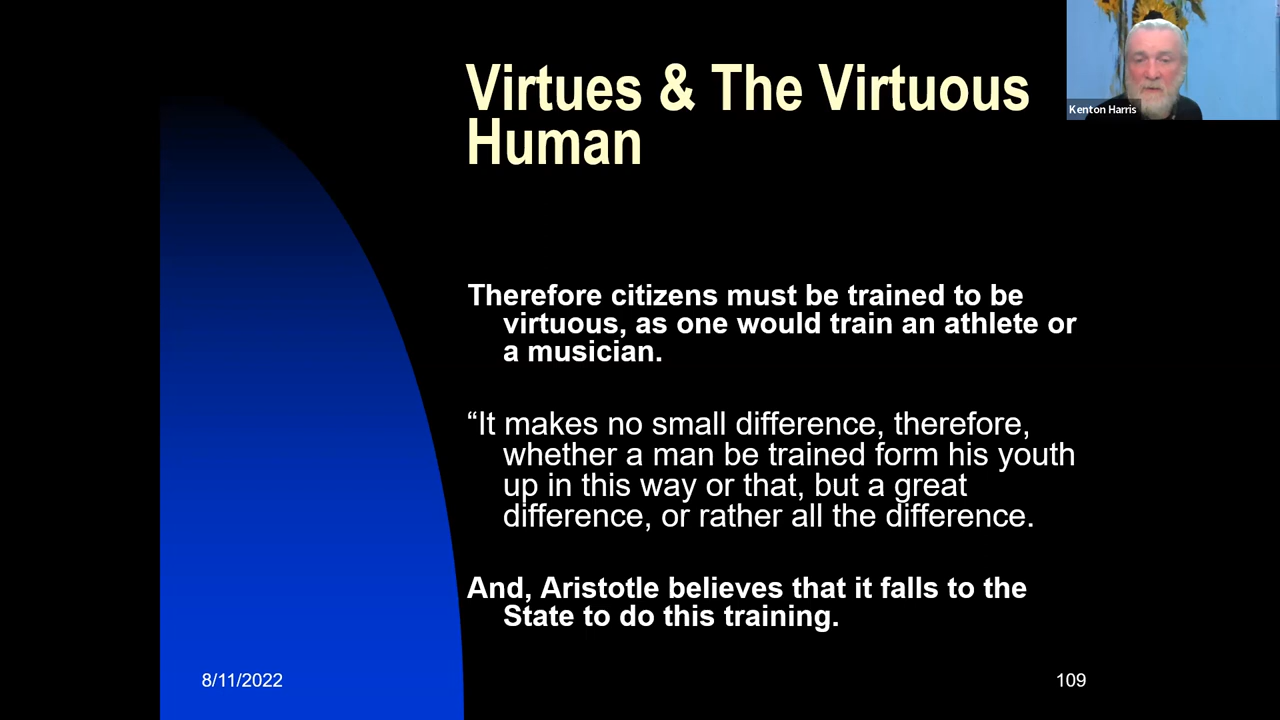 Virtues & The Virtuous
Human
Kenton Harris
Therefore citizens must be trained to be
virtuous, as one would train an athlete or
a musician.
“It makes no small difference, therefore,
whether a man be trained form his youth
up in this way or that, but a great
difference, or rather all the difference.
And, Aristotle believes that it falls to the
State to do this training.
8/11/2022
109